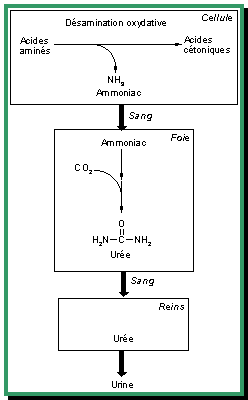 Cellule
Désamination oxydative
Acides aminés
Acides cétoniques
NH3
Ammoniac
Sang
Foie
Ammoniac
CO2
O
H2N-C-NH2
Urée
Sang
Reins
Urée
Urine